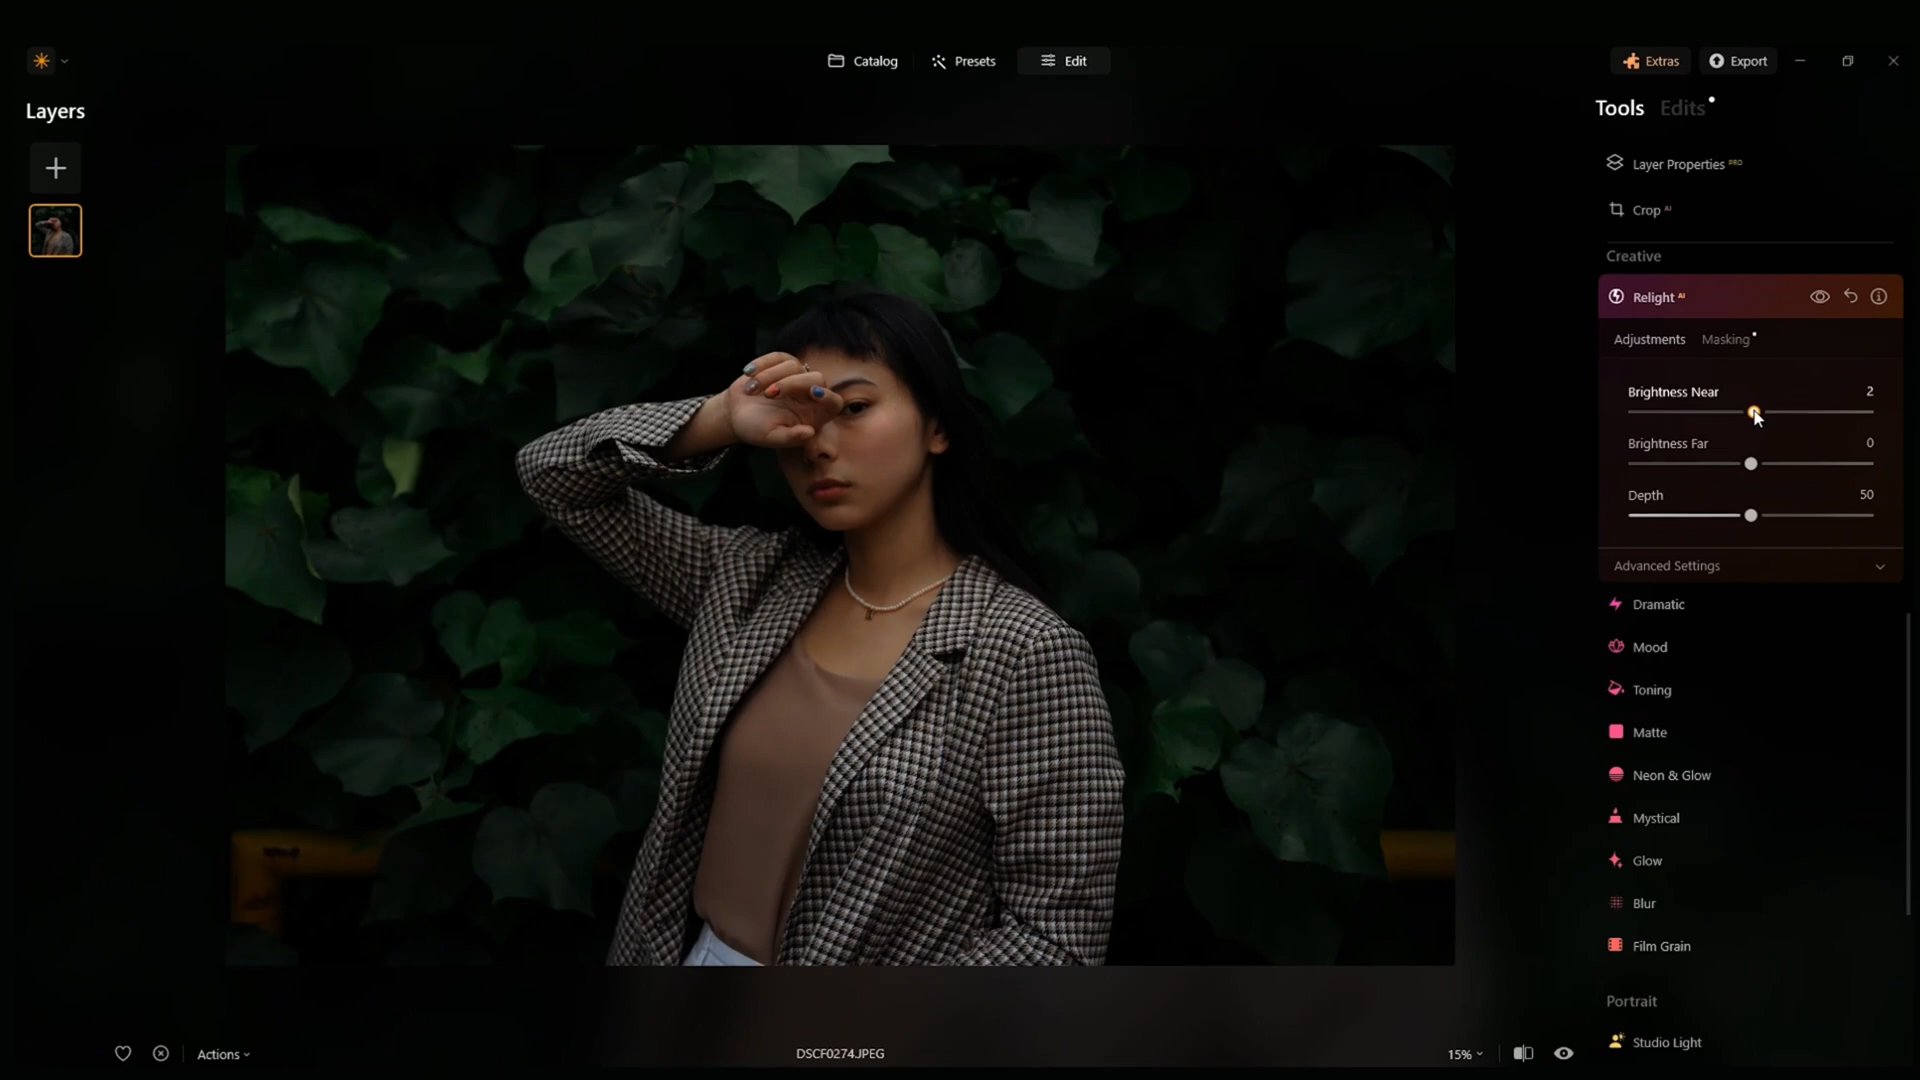 Catalog
Presets
Edit
Extras
Export
Layers
Tools Edits
Layer Properties PRO
Crop AI
Creative
Relight AI
Adjustments Masking
Brightness Near 2
Brightness Far 0
Depth 50
Advanced Settings
Dramatic
Mood
Toning
Matte
Neon & Glow
Mystical
Glow
Blur
Film Grain
Portrait
Studio Light
Actions
DSCF0274.JPEG
15%